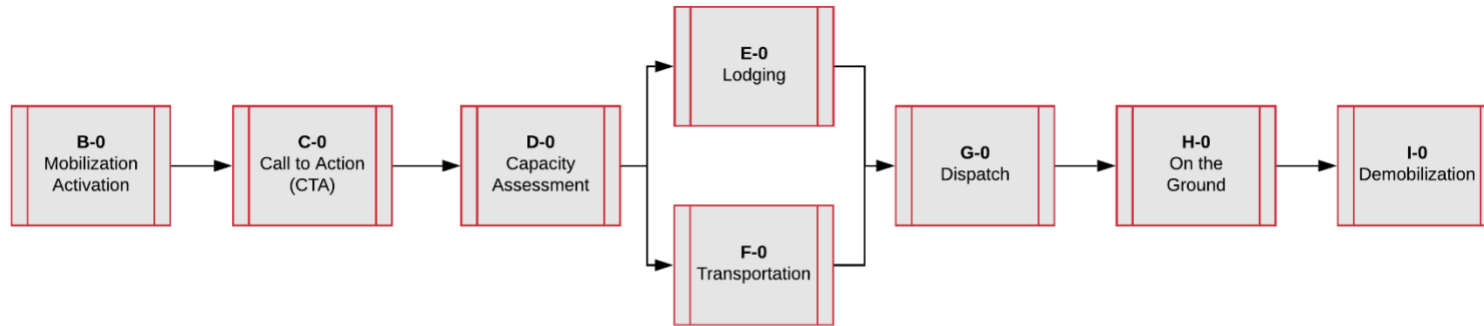 B-0
Mobilization
Activation
C-0
Call to Action
(CTA)
D-0
Capacity
Assessment
E-0
Lodging
F-0
Transportation
G-0
Dispatch
H-0
On the
Ground
I-0
Demobilization